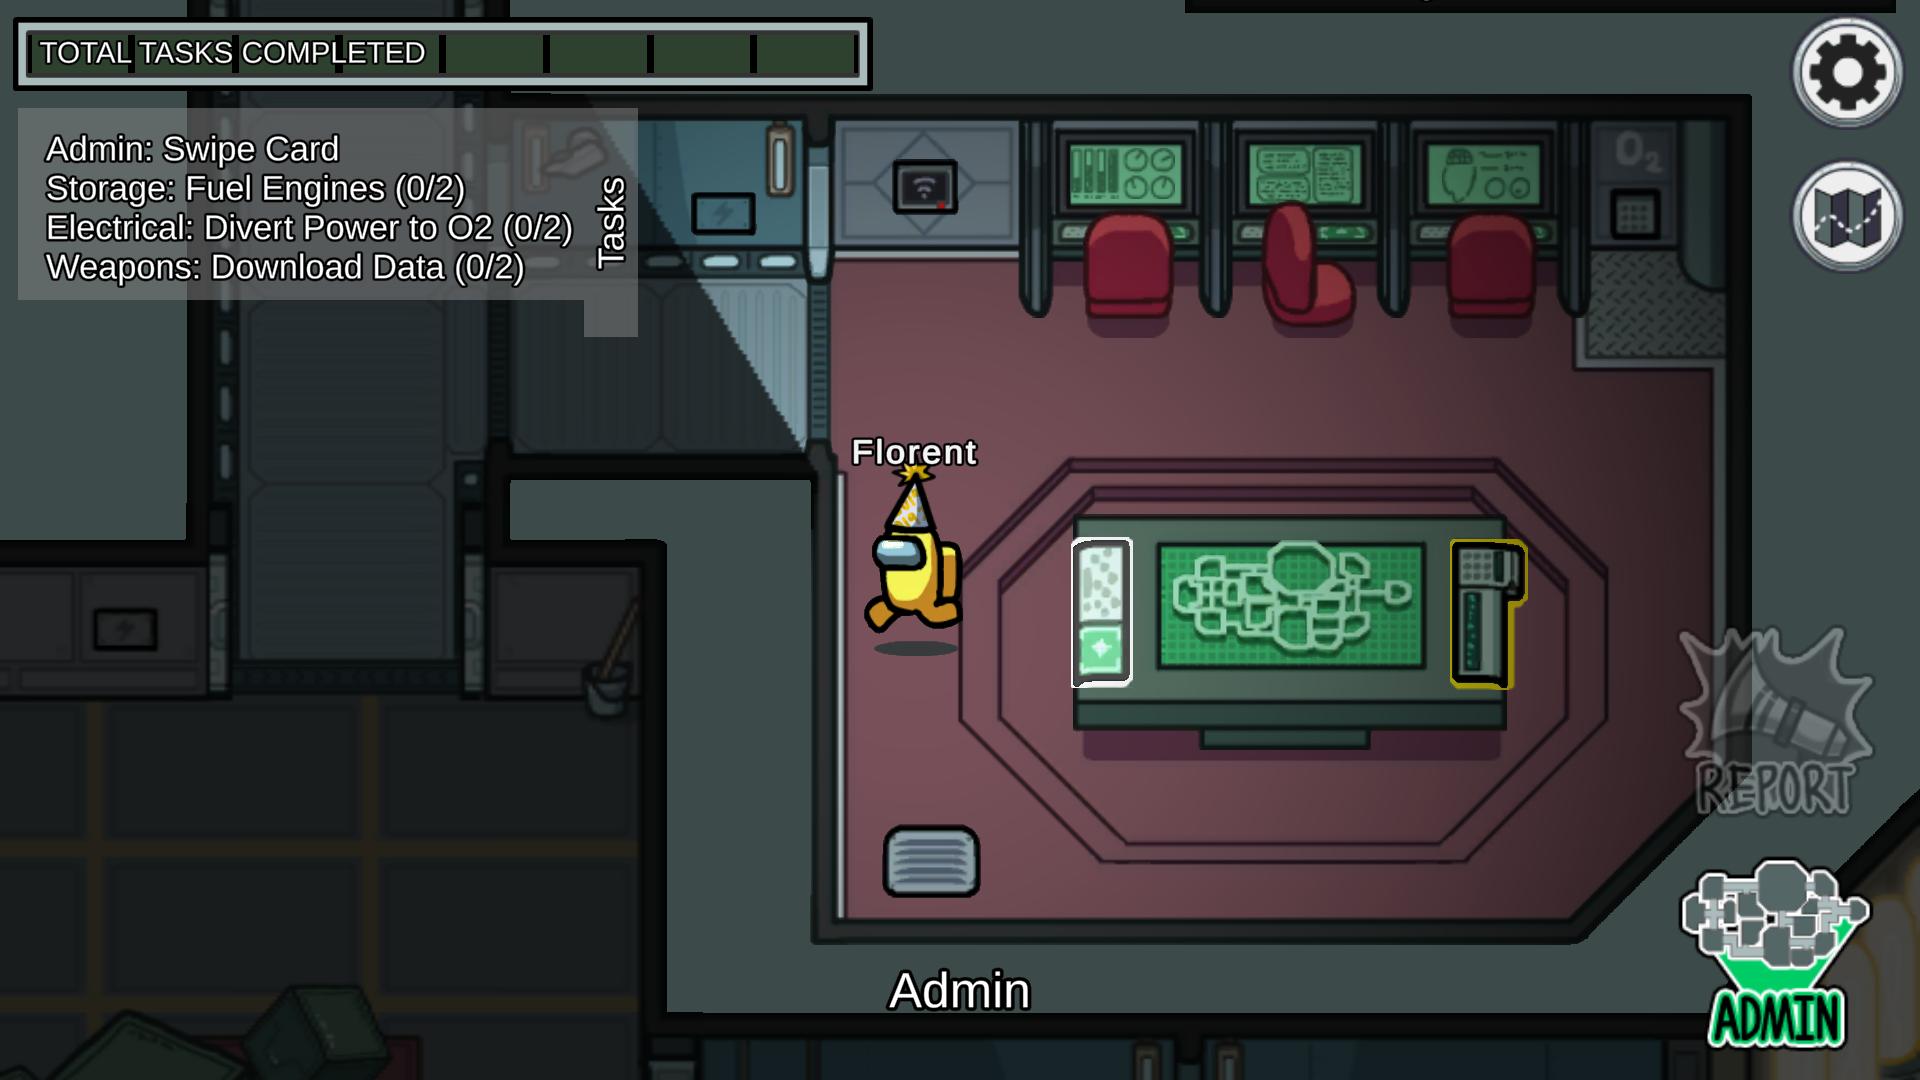 TOTAL TASKS COMPLETED
Admin: Swipe Card
Storage: Fuel Engines (0/2)
Electrical: Divert Power to O2 (0/2)
Weapons: Download Data (0/2)
Tasks
O2
Florent
REPORT
Admin
ADMIN